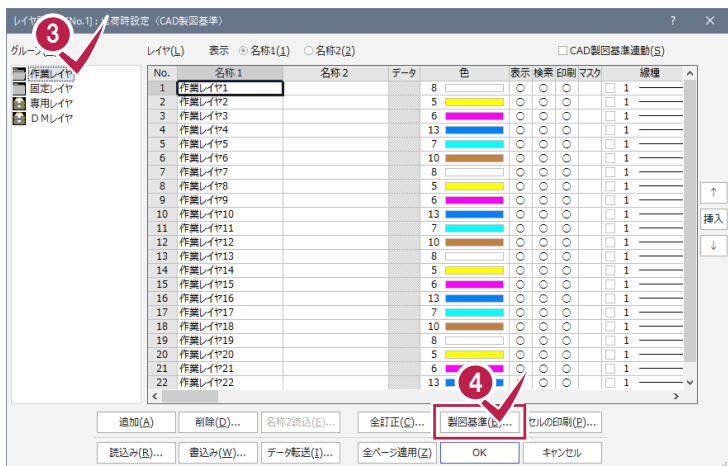 レイヤ [No.1] : 荷時設定（CAD製図基準）
3
グルー
レイヤ(L) 表示 名称1(1) 名称2(2) CAD製図基準連動(S)
作業レイヤ
固定レイヤ
専用レイヤ
ＤＭレイヤ
No. 名称 1 名称 2 データ 色 表示 検索 印刷 マスク 線種
1 作業レイヤ1 8 ○ ○ ○ 1
2 作業レイヤ2 5 ○ ○ ○ 1
3 作業レイヤ3 6 ○ ○ ○ 1
4 作業レイヤ4 13 ○ ○ ○ 1
5 作業レイヤ5 7 ○ ○ ○ 1
6 作業レイヤ6 10 ○ ○ ○ 1
7 作業レイヤ7 8 ○ ○ ○ 1
8 作業レイヤ8 5 ○ ○ ○ 1
9 作業レイヤ9 6 ○ ○ ○ 1
10 作業レイヤ10 13 ○ ○ ○ 1
11 作業レイヤ11 7 ○ ○ ○ 1
12 作業レイヤ12 10 ○ ○ ○ 1
13 作業レイヤ13 8 ○ ○ ○ 1
14 作業レイヤ14 5 ○ ○ ○ 1
15 作業レイヤ15 6 ○ ○ ○ 1
16 作業レイヤ16 13 ○ ○ ○ 1
17 作業レイヤ17 7 ○ ○ ○ 1
18 作業レイヤ18 10 ○ ○ ○ 1
19 作業レイヤ19 8 ○ ○ ○ 1
20 作業レイヤ20 5 ○ ○ ○ 1
21 作業レイヤ21 6 ○ ○ ○ 1
22 作業レイヤ22 13 ○ ○ ○ 1
↑
挿入
↓
4
追加(A) 削除(D)... 名称2読込(E)... 全訂正(C)... 製図基準(B)... セルの印刷(P)...
読込み(R)... 書込み(W)... データ転送(I)... 全ページ適用(Z) OK キャンセル